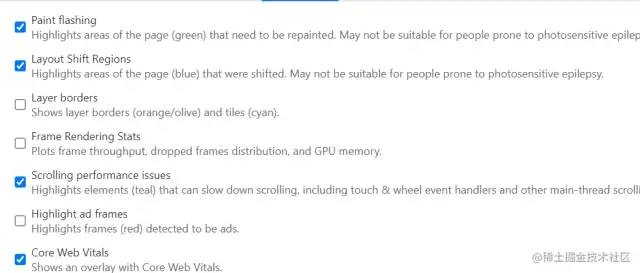 Paint flashing
Highlights areas of the page (green) that need to be repainted. May not be suitable for people prone to photosensitive epilep
Layout Shift Regions
Highlights areas of the page (blue) that were shifted. May not be suitable for people prone to photosensitive epilepsy.
Layer borders
Shows layer borders (orange/olive) and tiles (cyan).
Frame Rendering Stats
Plots frame throughput, dropped frames distribution, and GPU memory.
Scrolling performance issues
Highlights elements (teal) that can slow down scrolling, including touch & wheel event handlers and other main-thread scrolli
Highlight ad frames
Highlights frames (red) detected to be ads.
Core Web Vitals
Shows an overlay with Core Web Vitals.
@稀土掘金技术社区